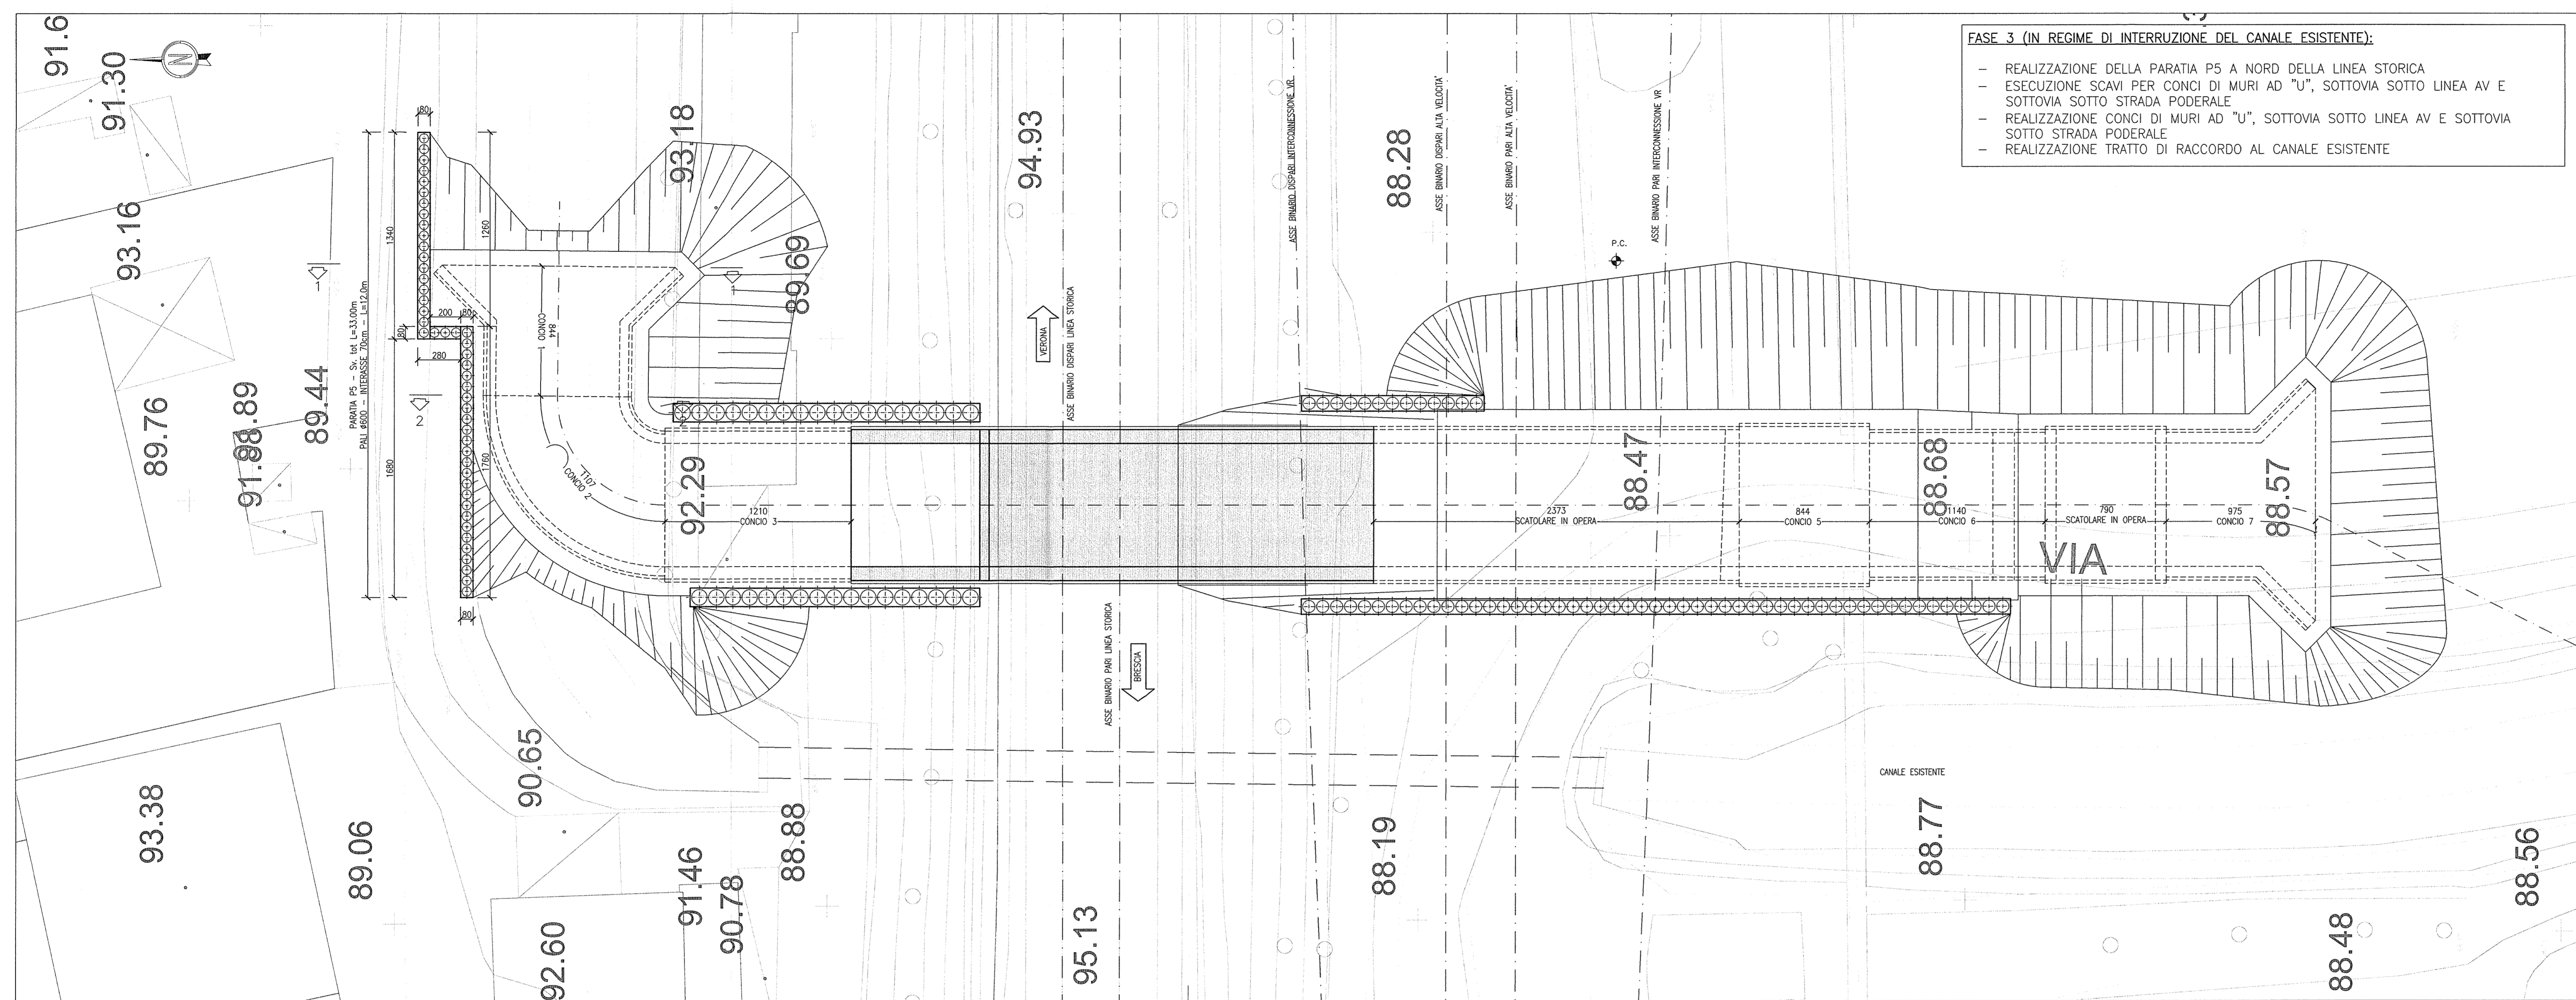 FASE 3 (IN REGIME DI INTERRUZIONE DEL CANALE ESISTENTE):
– REALIZZAZIONE DELLA PARATIA P5 A NORD DELLA LINEA STORICA
– ESECUZIONE SCAVI PER CONCI DI MURI AD "U", SOTTOVIA SOTTO LINEA AV E
SOTTOVIA SOTTO STRADA PODERALE
– REALIZZAZIONE CONCI DI MURI AD "U", SOTTOVIA SOTTO LINEA AV E SOTTOVIA
SOTTO STRADA PODERALE
– REALIZZAZIONE TRATTO DI RACCORDO AL CANALE ESISTENTE
91.6
91.30
N
93.16
89.76
89.44
93.38
89.06
90.65
92.60
91.46
90.78
88.88
93.18
89.69
92.29
94.93
95.13
88.28
88.19
88.47
88.68
88.57
88.77
88.48
88.56
VIA
PARATIA P5 – Sv. tot L=33.00m
PALI ø600 – INTERASSE 70cm – L=12.0m
80
1340
1260
200
80
80
280
1680
1760
80
1
1
2
844
CONCIO 1
1107
CONCIO 2
1210
CONCIO 3
2373
SCATOLARE IN OPERA
844
CONCIO 5
1140
CONCIO 6
790
SCATOLARE IN OPERA
975
CONCIO 7
VERONA
BRESCIA
ASSE BINARIO DISPARI LINEA STORICA
ASSE BINARIO PARI LINEA STORICA
ASSE BINARIO DISPARI INTERCONNESSIONE VR
ASSE BINARIO DISPARI ALTA VELOCITA'
ASSE BINARIO PARI ALTA VELOCITA'
ASSE BINARIO PARI INTERCONNESSIONE VR
P.C.
CANALE ESISTENTE